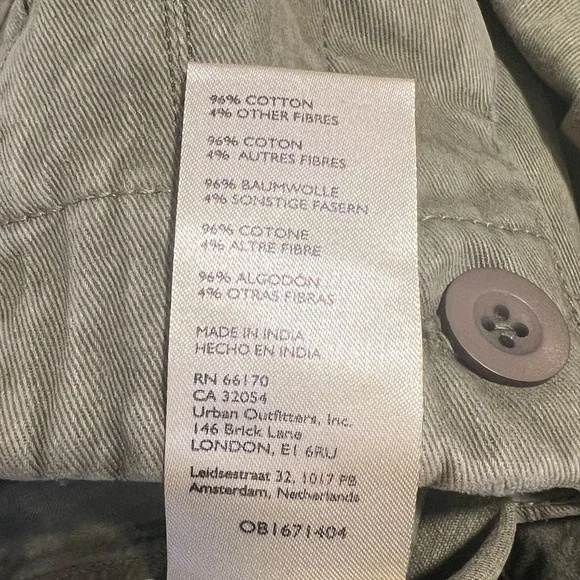 96% COTTON
4% OTHER FIBRES
96% COTON
4% AUTRES FIBRES
96% BAUMWOLLE
4% SONSTIGE FASERN
96% COTONE
4% ALTRE FIBRE
96% ALGODÓN
4% OTRAS FIBRAS
MADE IN INDIA
HECHO EN INDIA
RN 66170
CA 32054
Urban Outfitters, Inc.
146 Brick Lane
LONDON, E1 6RU
Leidsestraat 32, 1017 PB
Amsterdam, Netherlands
OB1671404